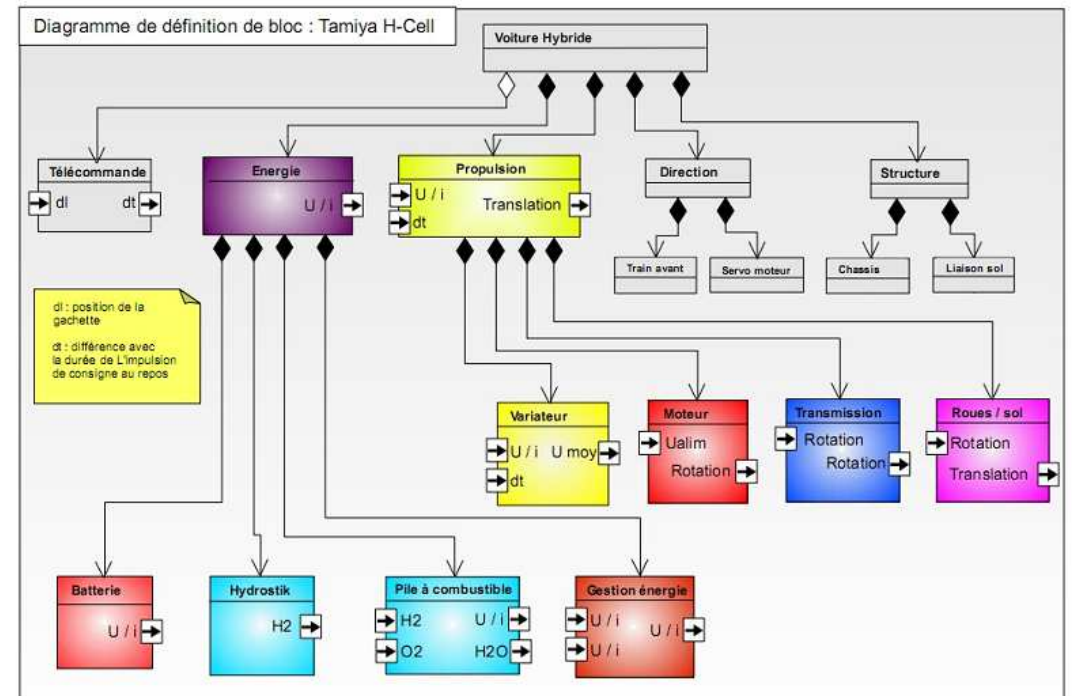 Diagramme de définition de bloc : Tamiya H-Cell
Voiture Hybride
Télécommande
dl dt
Energie
U / i
Propulsion
U / i
Translation
dt
Direction
Structure
Train avant
Servo moteur
Chassis
Liaison sol
dl : position de la
gachette
dt : différence avec
la durée de L'impulsion
de consigne au repos
Variateur
U / i U moy
dt
Moteur
Ualim
Rotation
Transmission
Rotation
Rotation
Roues / sol
Rotation
Translation
Batterie
U / i
Hydrostik
H2
Pile à combustible
H2 U / i
O2 H2O
Gestion énergie
U / i
U / i
U / i